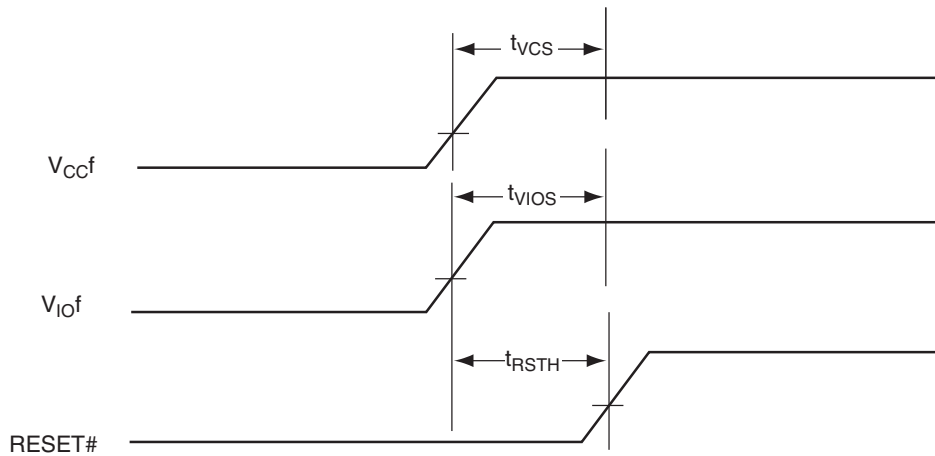 tVCS
VCCf
tVIOS
VIOf
tRSTH
RESET#